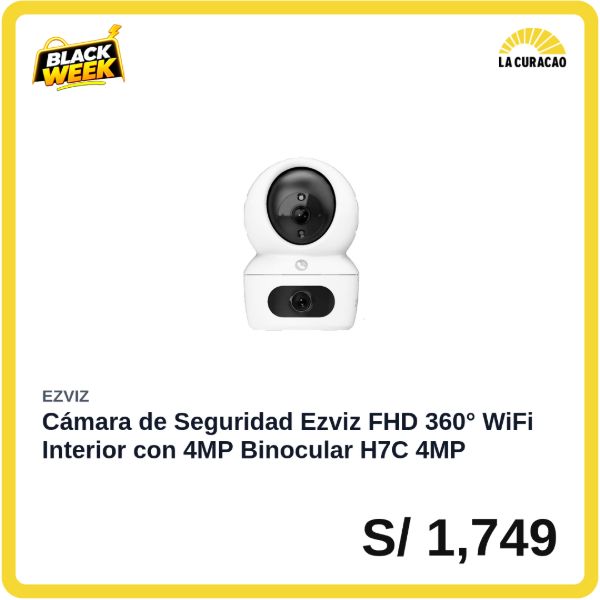 BLACK
WEEK
LA CURACAO
EZVIZ
Cámara de Seguridad Ezviz FHD 360° WiFi
Interior con 4MP Binocular H7C 4MP
S/ 1,749